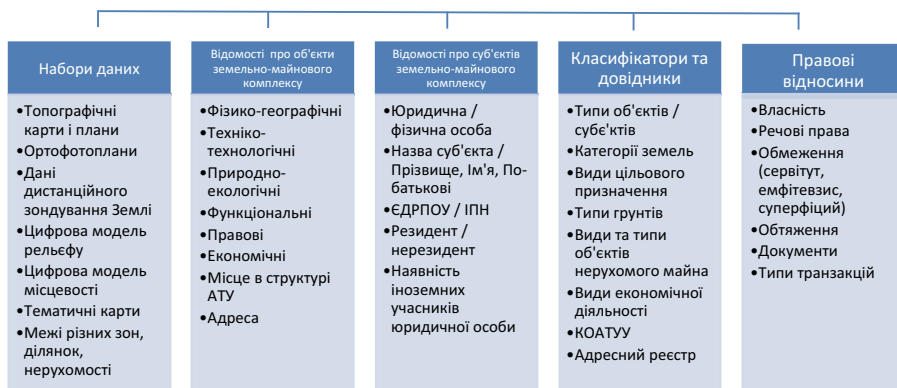 Набори даних
•Топографічні
карти і плани
•Ортофотоплани
•Дані
дистанційного
зондування Землі
•Цифрова модель
рельєфу
•Цифрова модель
місцевості
•Тематичні карти
•Межі різних зон,
ділянок,
нерухомості
Відомості про об'єкти
земельно-майнового
комплексу
•Фізико-географічні
•Техніко-
технологічні
•Природно-
екологічні
•Функціональні
•Правові
•Економічні
•Місце в структурі
АТУ
•Адреса
Відомості про суб'єктів
земельно-майнового
комплексу
•Юридична /
фізична особа
•Назва суб'єкта /
Прізвище, Ім'я, По-
батькові
•ЄДРПОУ / ІПН
•Резидент /
нерезидент
•Наявність
іноземних
учасників
юридичної особи
Класифікатори та
довідники
•Типи об'єктів /
субє'ктів
•Категорії земель
•Види цільового
призначення
•Типи грунтів
•Види та типи
об'єктів
нерухомого майна
•Види економічної
діяльності
•КОАТУУ
•Адресний реєстр
Правові
відносини
•Власність
•Речові права
•Обмеження
(сервітут,
емфітевзис,
суперфіций)
•Обтяження
•Документи
•Типи транзакцій